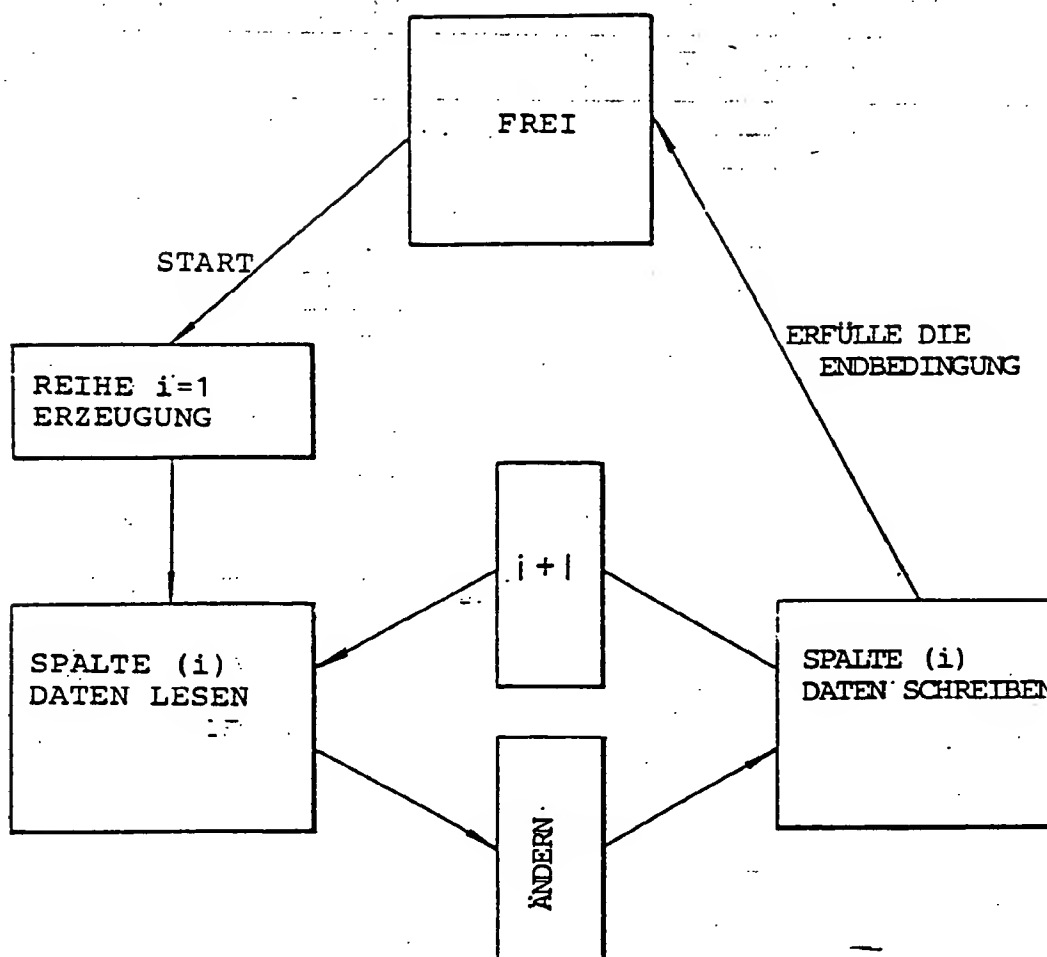 FREI
START
ERFÜLLE DIE
ENDBEDINGUNG
REIHE i=1
ERZEUGUNG
i+1
SPALTE (i)
DATEN LESEN
SPALTE (i)
DATEN SCHREIBEN
ÄNDERN